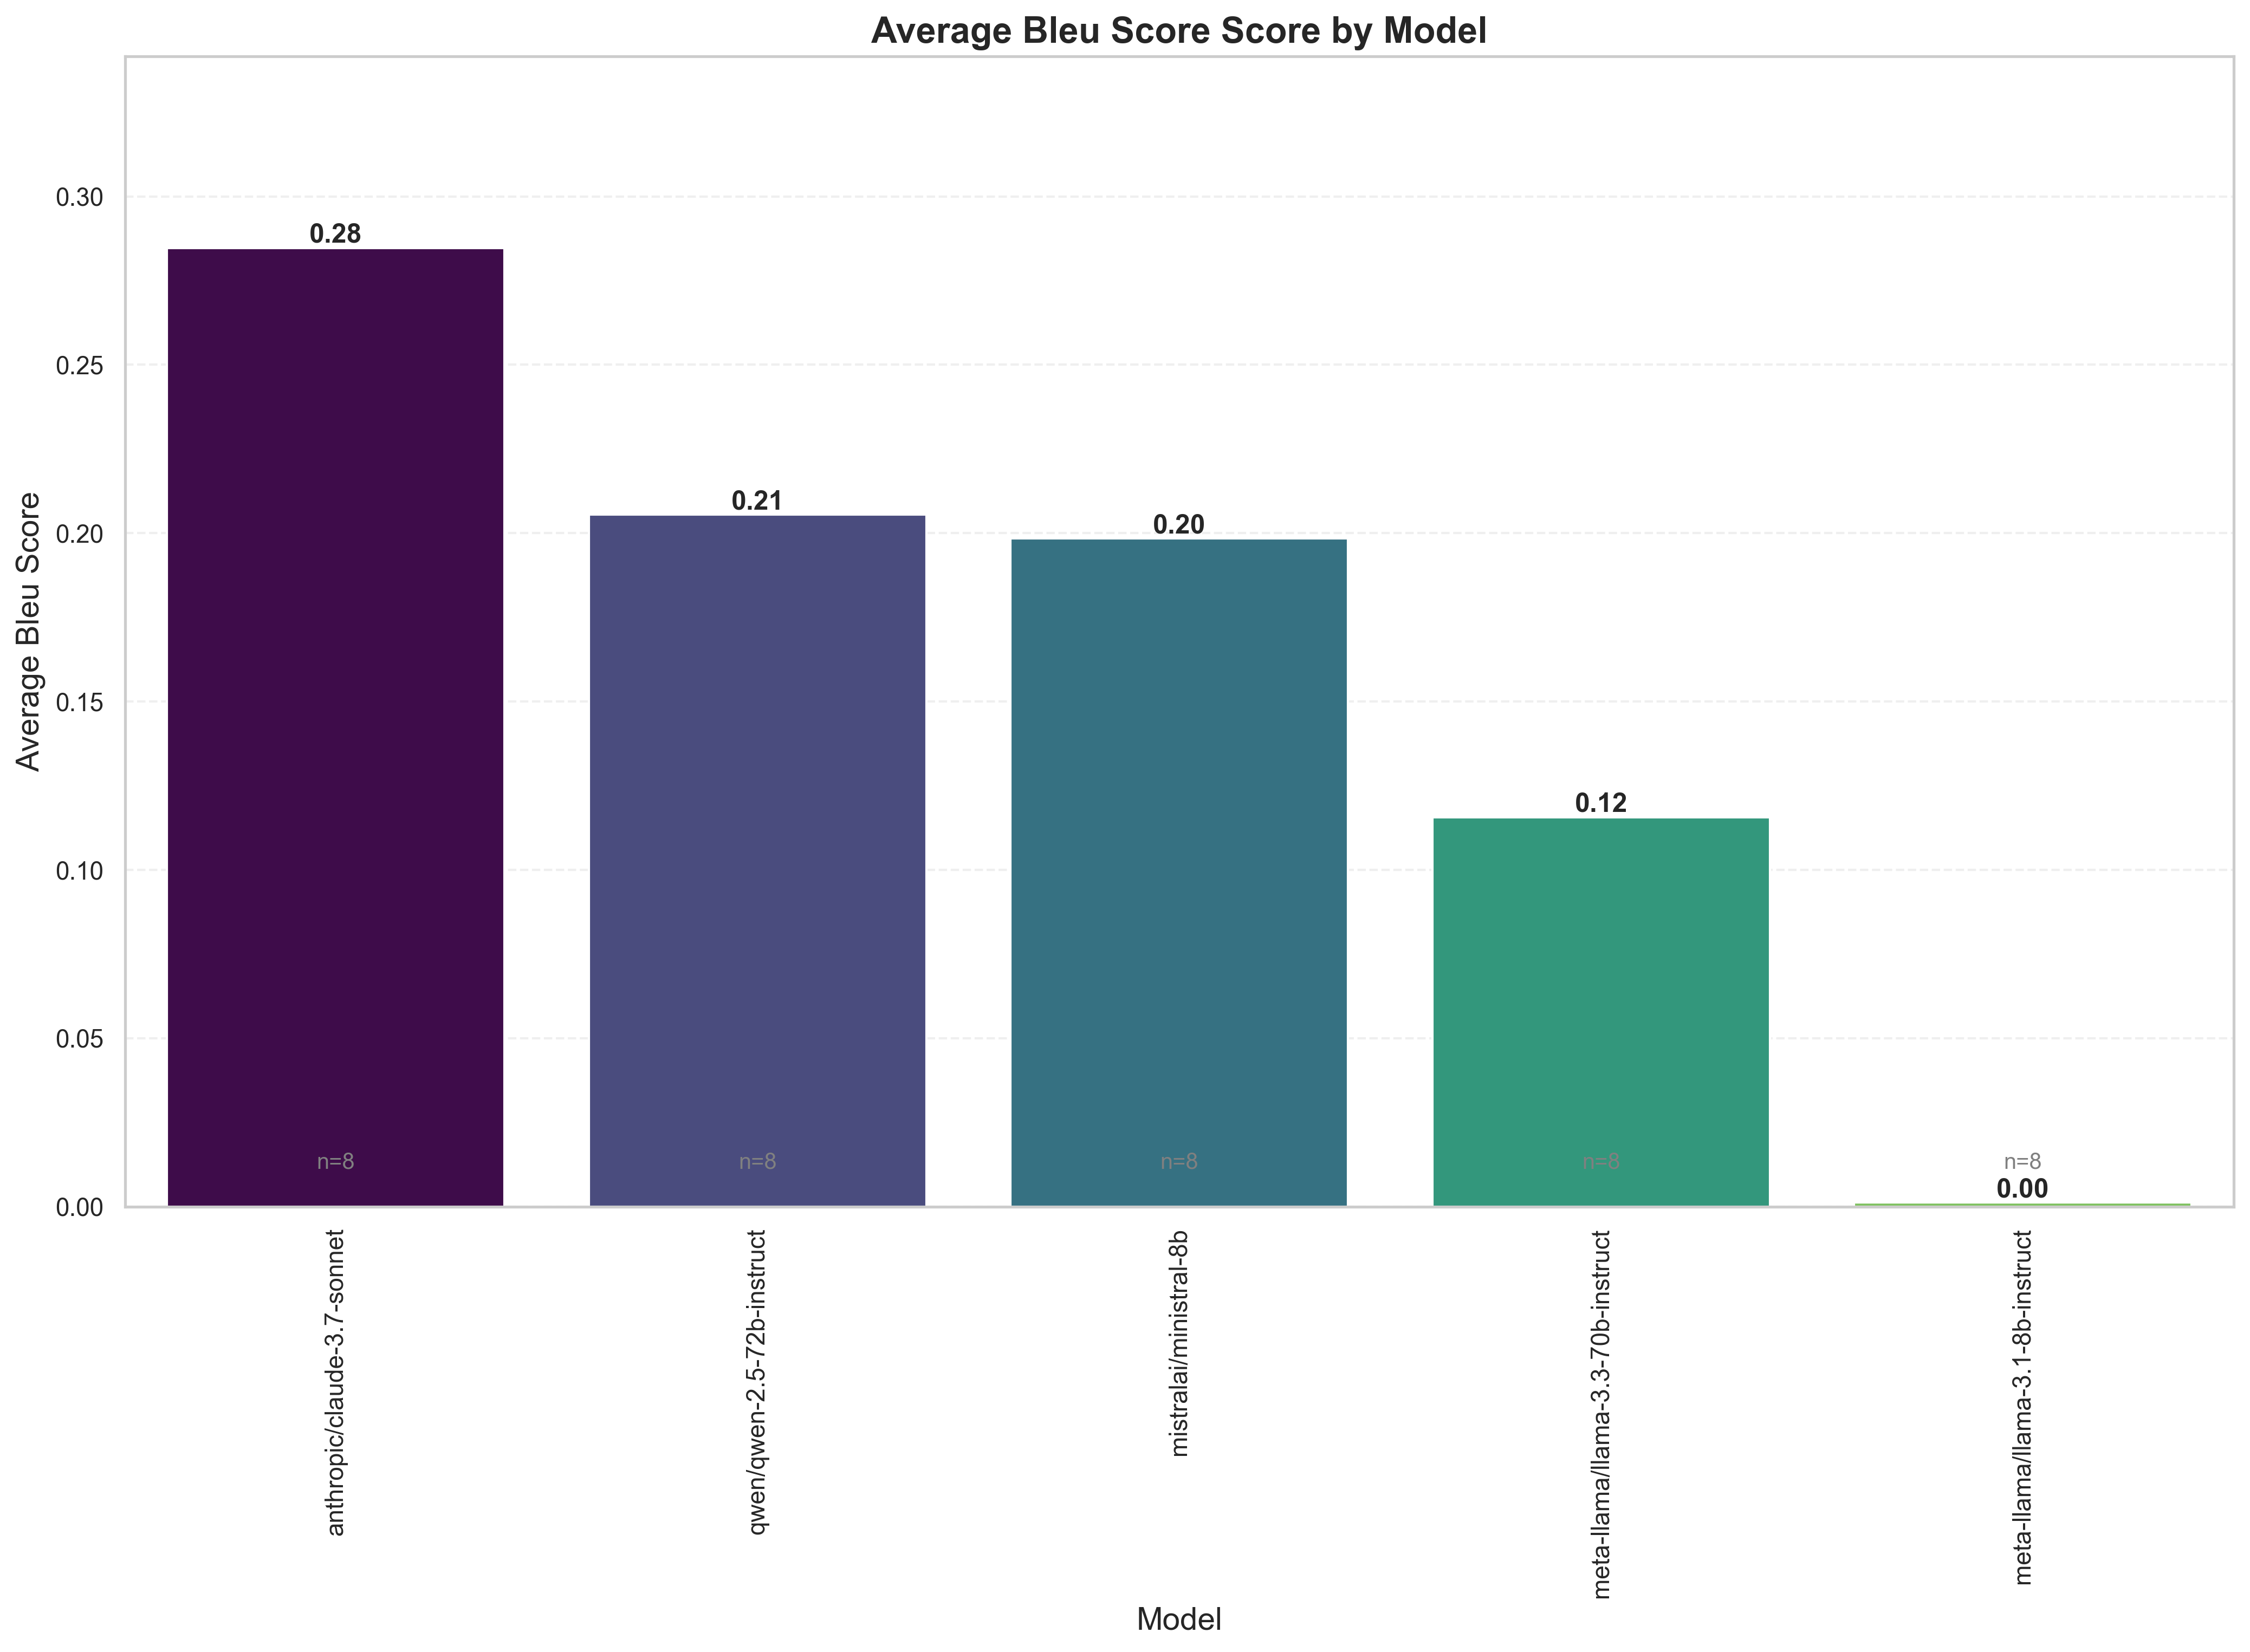 Average Bleu Score Score by Model
Average Bleu Score
0.30
0.25
0.20
0.15
0.10
0.05
0.00
0.28
0.21
0.20
0.12
0.00
n=8
n=8
n=8
n=8
n=8
anthropic/claude-3.7-sonnet
qwen/qwen-2.5-72b-instruct
mistralai/ministral-8b
meta-llama/llama-3.3-70b-instruct
meta-llama/llama-3.1-8b-instruct
Model